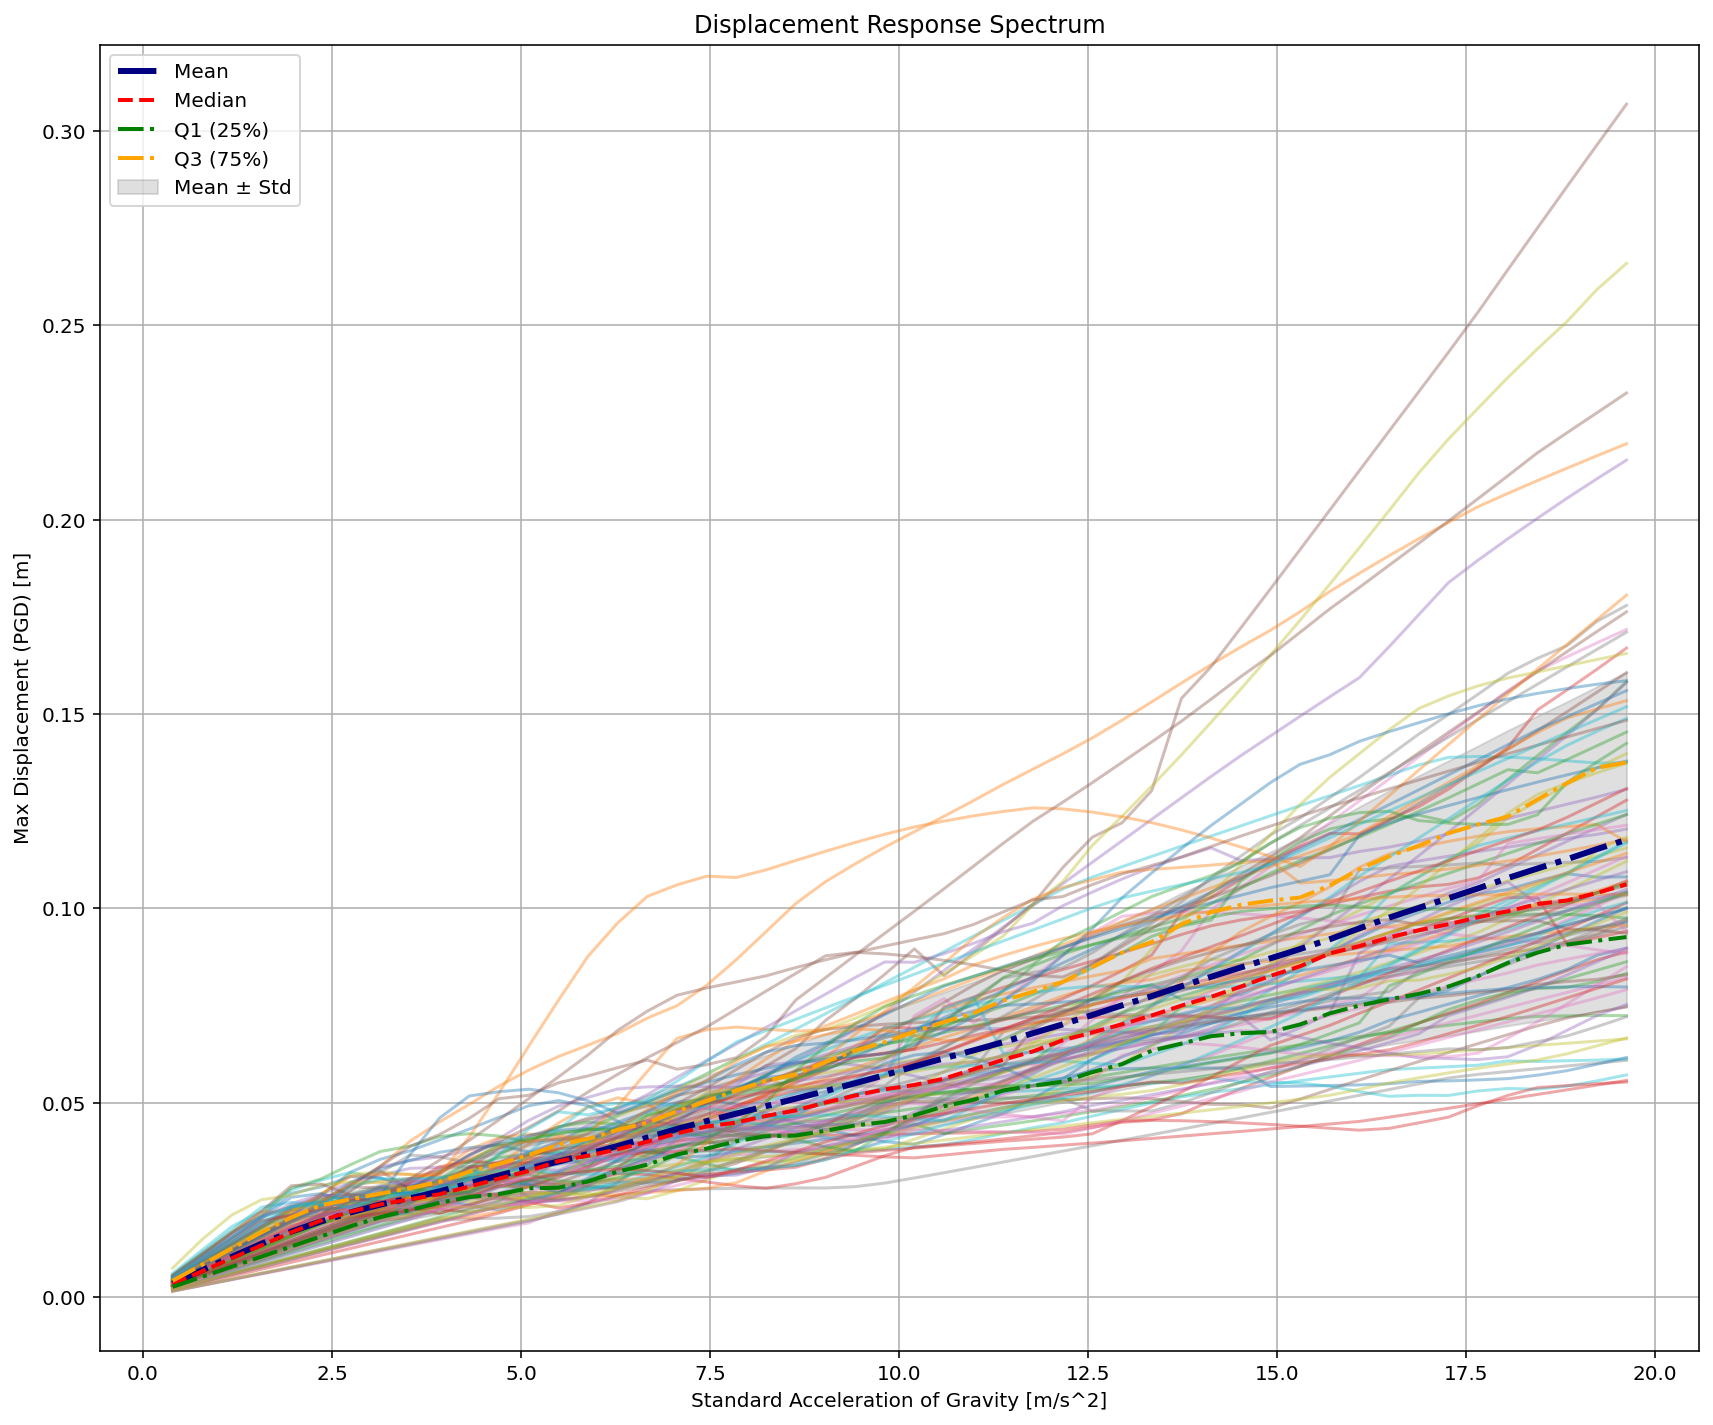 Displacement Response Spectrum
Mean
Median
Q1 (25%)
Q3 (75%)
Mean ± Std
0.30
0.25
0.20
0.15
0.10
0.05
0.00
Max Displacement (PGD) [m]
0.0 2.5 5.0 7.5 10.0 12.5 15.0 17.5 20.0
Standard Acceleration of Gravity [m/s^2]